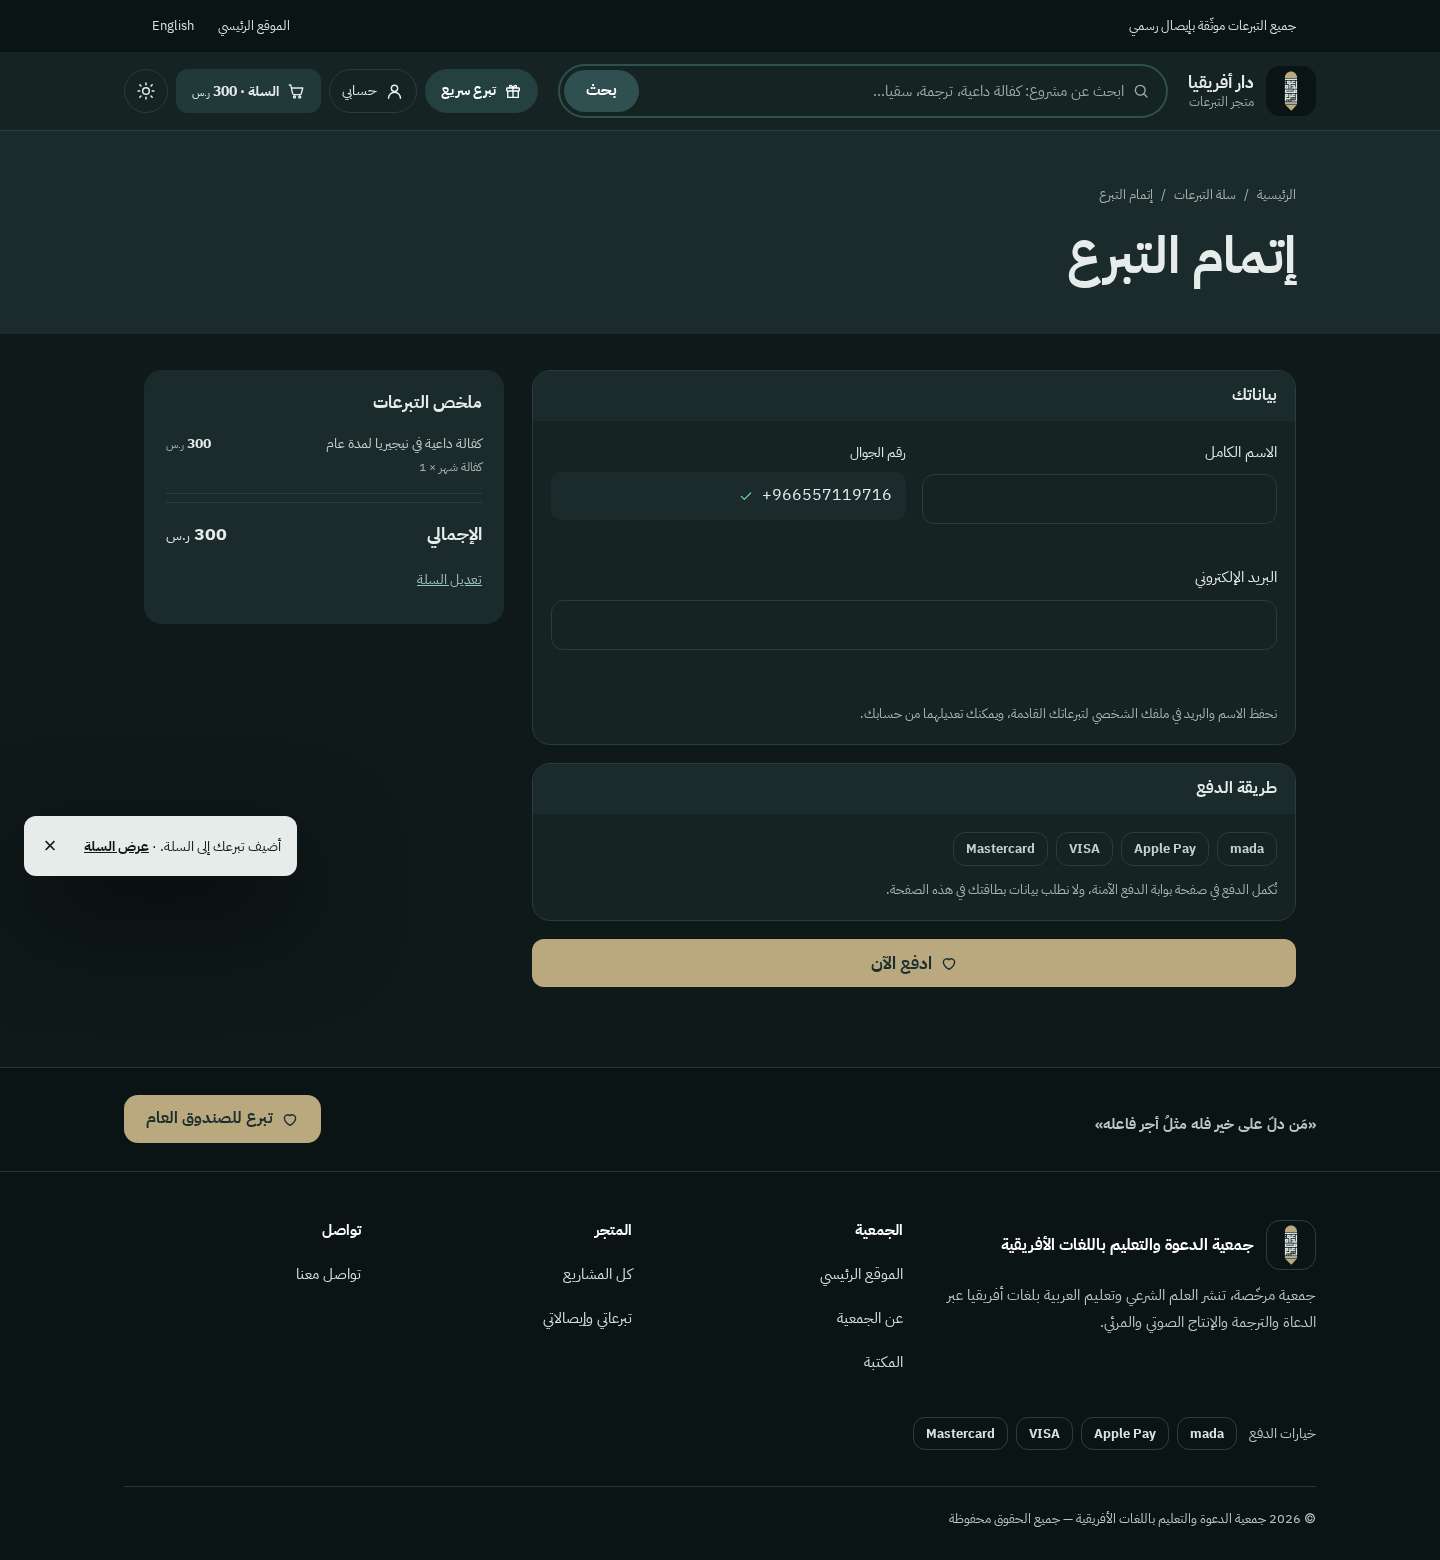 جميع التبرعات موثّقة بإيصال رسمي
الموقع الرئيسي
English
دار أفريقيا
متجر التبرعات
ابحث عن مشروع: كفالة داعية، ترجمة، سقيا...
بحث
تبرع سريع
حسابي
السلة · 300 ر.س
الرئيسية / سلة التبرعات / إتمام التبرع
إتمام التبرع
بياناتك
الاسم الكامل
رقم الجوال
+966557119716
البريد الإلكتروني
نحفظ الاسم والبريد في ملفك الشخصي لتبرعاتك القادمة، ويمكنك تعديلهما من حسابك.
طريقة الدفع
mada
Apple Pay
VISA
Mastercard
تُكمل الدفع في صفحة بوابة الدفع الآمنة، ولا نطلب بيانات بطاقتك في هذه الصفحة.
ادفع الآن
ملخص التبرعات
كفالة داعية في نيجيريا لمدة عام
300 ر.س
كفالة شهر × 1
الإجمالي
300 ر.س
تعديل السلة
أضيف تبرعك إلى السلة. · عرض السلة
«مَن دلّ على خير فله مثلُ أجر فاعله»
تبرع للصندوق العام
جمعية الدعوة والتعليم باللغات الأفريقية
جمعية مرخّصة، تنشر العلم الشرعي وتعليم العربية بلغات أفريقيا عبر
الدعاة والترجمة والإنتاج الصوتي والمرئي.
الجمعية
الموقع الرئيسي
عن الجمعية
المكتبة
المتجر
كل المشاريع
تبرعاتي وإيصالاتي
تواصل
تواصل معنا
خيارات الدفع
mada
Apple Pay
VISA
Mastercard
© 2026 جمعية الدعوة والتعليم باللغات الأفريقية — جميع الحقوق محفوظة